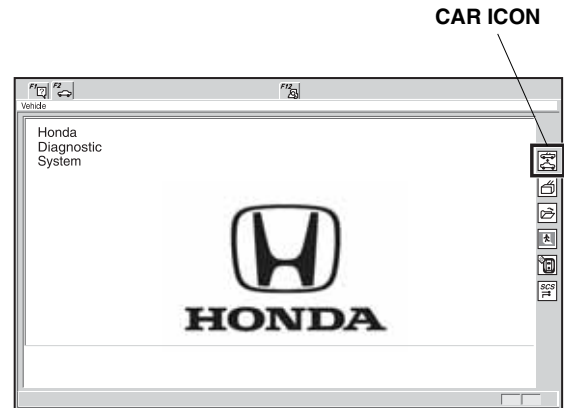 CAR ICON
F1 F2 F12
Vehicle
Honda
Diagnostic
System
HONDA
SCS